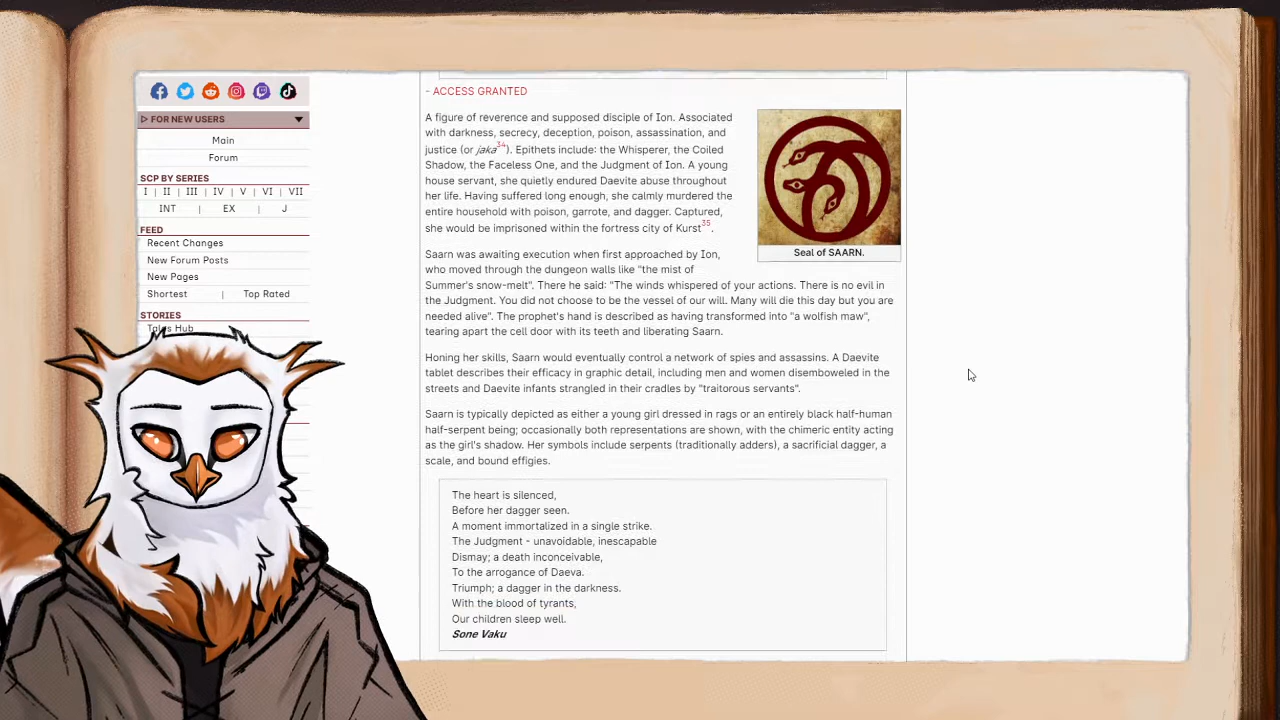 ▷ FOR NEW USERS
Main
Forum
SCP BY SERIES
I | II | III | IV | V | VI | VII
INT | EX | J
FEED
Recent Changes
New Forum Posts
New Pages
Shortest | Top Rated
STORIES
Tales Hub
- ACCESS GRANTED
A figure of reverence and supposed disciple of Ion. Associated
with darkness, secrecy, deception, poison, assassination, and
justice (or jaka34). Epithets include: the Whisperer, the Coiled
Shadow, the Faceless One, and the Judgment of Ion. A young
house servant, she quietly endured Daevite abuse throughout
her life. Having suffered long enough, she calmly murdered the
entire household with poison, garrote, and dagger. Captured,
she would be imprisoned within the fortress city of Kurst35.
Seal of SAARN.
Saarn was awaiting execution when first approached by Ion,
who moved through the dungeon walls like "the mist of
Summer's snow-melt". There he said: "The winds whispered of your actions. There is no evil in
the Judgment. You did not choose to be the vessel of our will. Many will die this day but you are
needed alive". The prophet's hand is described as having transformed into "a wolfish maw",
tearing apart the cell door with its teeth and liberating Saarn.
Honing her skills, Saarn would eventually control a network of spies and assassins. A Daevite
tablet describes their efficacy in graphic detail, including men and women disemboweled in the
streets and Daevite infants strangled in their cradles by "traitorous servants".
Saarn is typically depicted as either a young girl dressed in rags or an entirely black half-human
half-serpent being; occasionally both representations are shown, with the chimeric entity acting
as the girl's shadow. Her symbols include serpents (traditionally adders), a sacrificial dagger, a
scale, and bound effigies.
The heart is silenced,
Before her dagger seen.
A moment immortalized in a single strike.
The Judgment - unavoidable, inescapable
Dismay; a death inconceivable,
To the arrogance of Daeva.
Triumph; a dagger in the darkness.
With the blood of tyrants,
Our children sleep well.
Sone Vaku